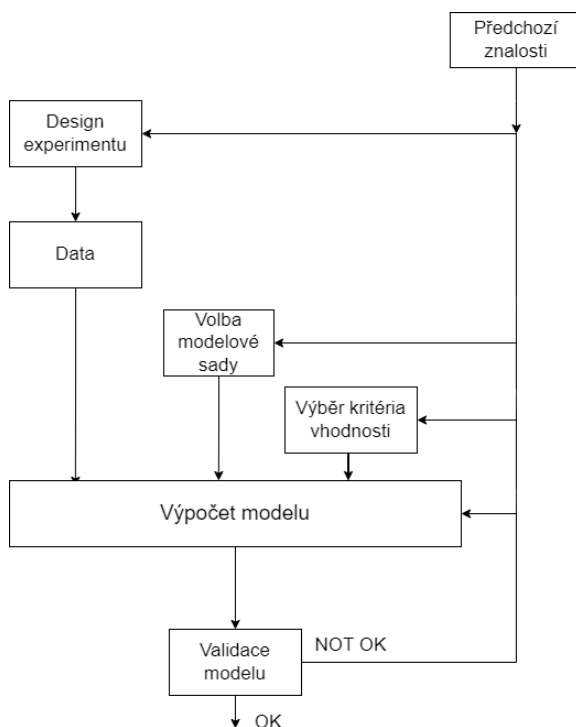 Předchozí
znalosti
Design
experimentu
Data
Volba
modelové
sady
Výběr kritéria
vhodnosti
Výpočet modelu
Validace
modelu
NOT OK
OK